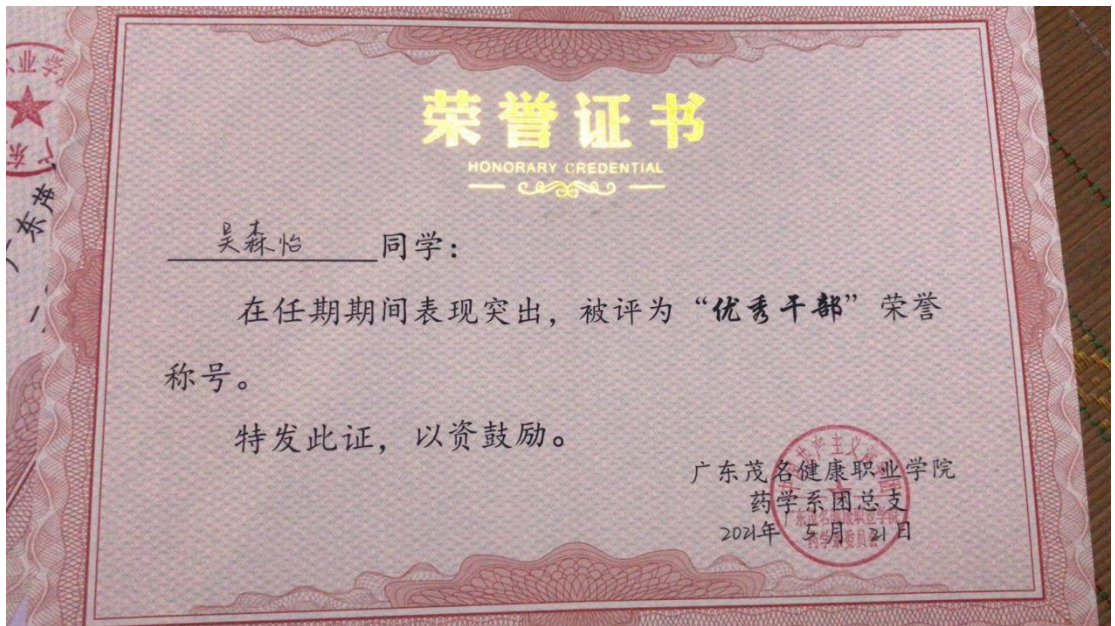 荣誉证书
HONORARY CREDENTIAL
吴森怡 同学：
在任期期间表现突出，被评为“优秀干部”荣誉
称号。
特发此证，以资鼓励。
广东茂名健康职业学院
药学系团总支
2021年 5月 21日